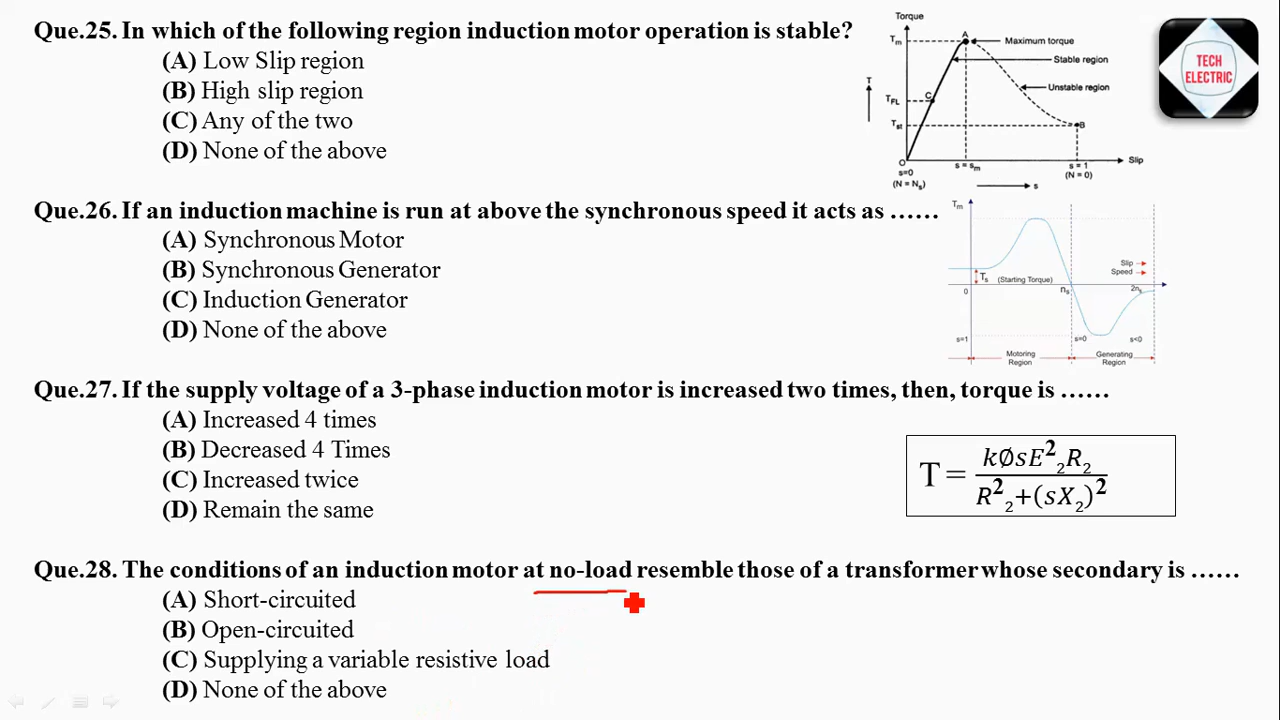 Que.25. In which of the following region induction motor operation is stable?
(A) Low Slip region
(B) High slip region
(C) Any of the two
(D) None of the above
Torque
Tm
A
Maximum torque
Stable region
T
Unstable region
TFL
C
Tst
B
O
s=0
s = sm
s = 1
Slip
(N = Ns)
(N = 0)
s
TECH
ELECTRIC
Que.26. If an induction machine is run at above the synchronous speed it acts as ……
(A) Synchronous Motor
(B) Synchronous Generator
(C) Induction Generator
(D) None of the above
Tm
Slip
Speed
Ts (Starting Torque)
0
ns
2ns
s=1
s=0
s<0
Motoring
Region
Generating
Region
Que.27. If the supply voltage of a 3-phase induction motor is increased two times, then, torque is ……
(A) Increased 4 times
(B) Decreased 4 Times
(C) Increased twice
(D) Remain the same
T = kØsE²₂R₂ / R²₂+(sX₂)²
Que.28. The conditions of an induction motor at no-load resemble those of a transformer whose secondary is ……
(A) Short-circuited
(B) Open-circuited
(C) Supplying a variable resistive load
(D) None of the above